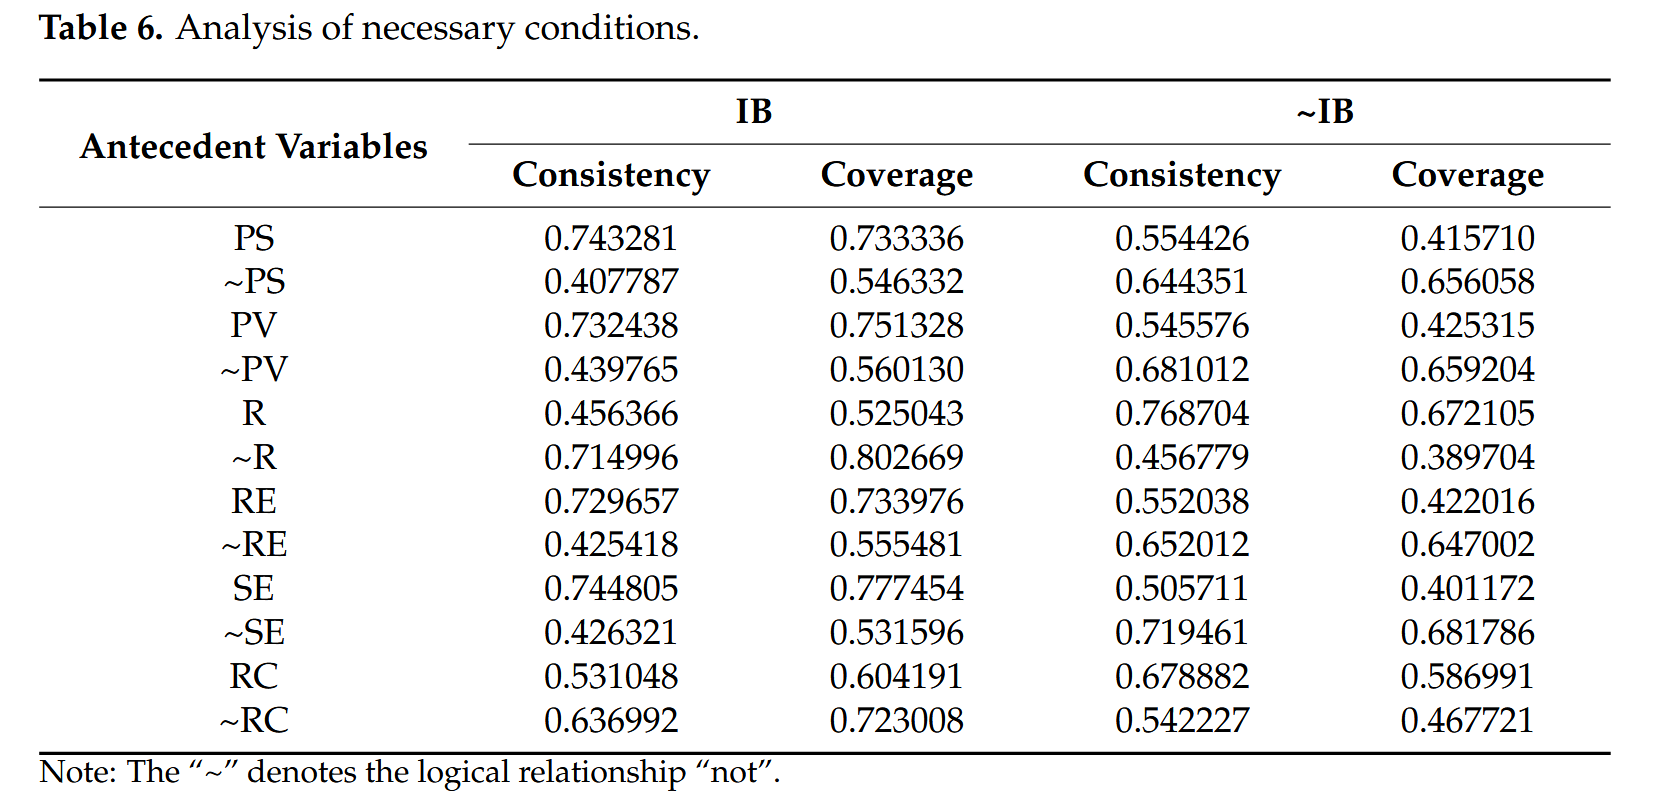 Table 6. Analysis of necessary conditions.
Antecedent Variables IB ~IB
Consistency Coverage Consistency Coverage
PS 0.743281 0.733336 0.554426 0.415710
~PS 0.407787 0.546332 0.644351 0.656058
PV 0.732438 0.751328 0.545576 0.425315
~PV 0.439765 0.560130 0.681012 0.659204
R 0.456366 0.525043 0.768704 0.672105
~R 0.714996 0.802669 0.456779 0.389704
RE 0.729657 0.733976 0.552038 0.422016
~RE 0.425418 0.555481 0.652012 0.647002
SE 0.744805 0.777454 0.505711 0.401172
~SE 0.426321 0.531596 0.719461 0.681786
RC 0.531048 0.604191 0.678882 0.586991
~RC 0.636992 0.723008 0.542227 0.467721
Note: The “~” denotes the logical relationship “not”.